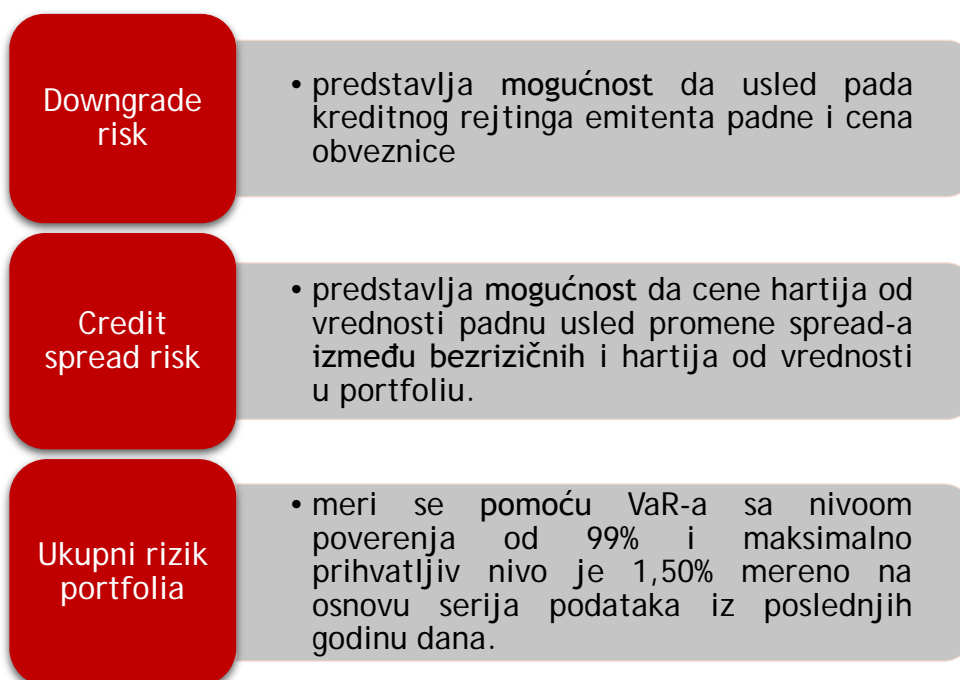 Downgrade
risk
• predstavlja mogućnost da usled pada
kreditnog rejtinga emitenta padne i cena
obveznice
Credit
spread risk
• predstavlja mogućnost da cene hartija od
vrednosti padnu usled promene spread-a
između bezrizičnih i hartija od vrednosti
u portfoliu.
Ukupni rizik
portfolia
• meri se pomoću VaR-a sa nivoom
poverenja od 99% i maksimalno
prihvatljiv nivo je 1,50% mereno na
osnovu serija podataka iz poslednjih
godinu dana.